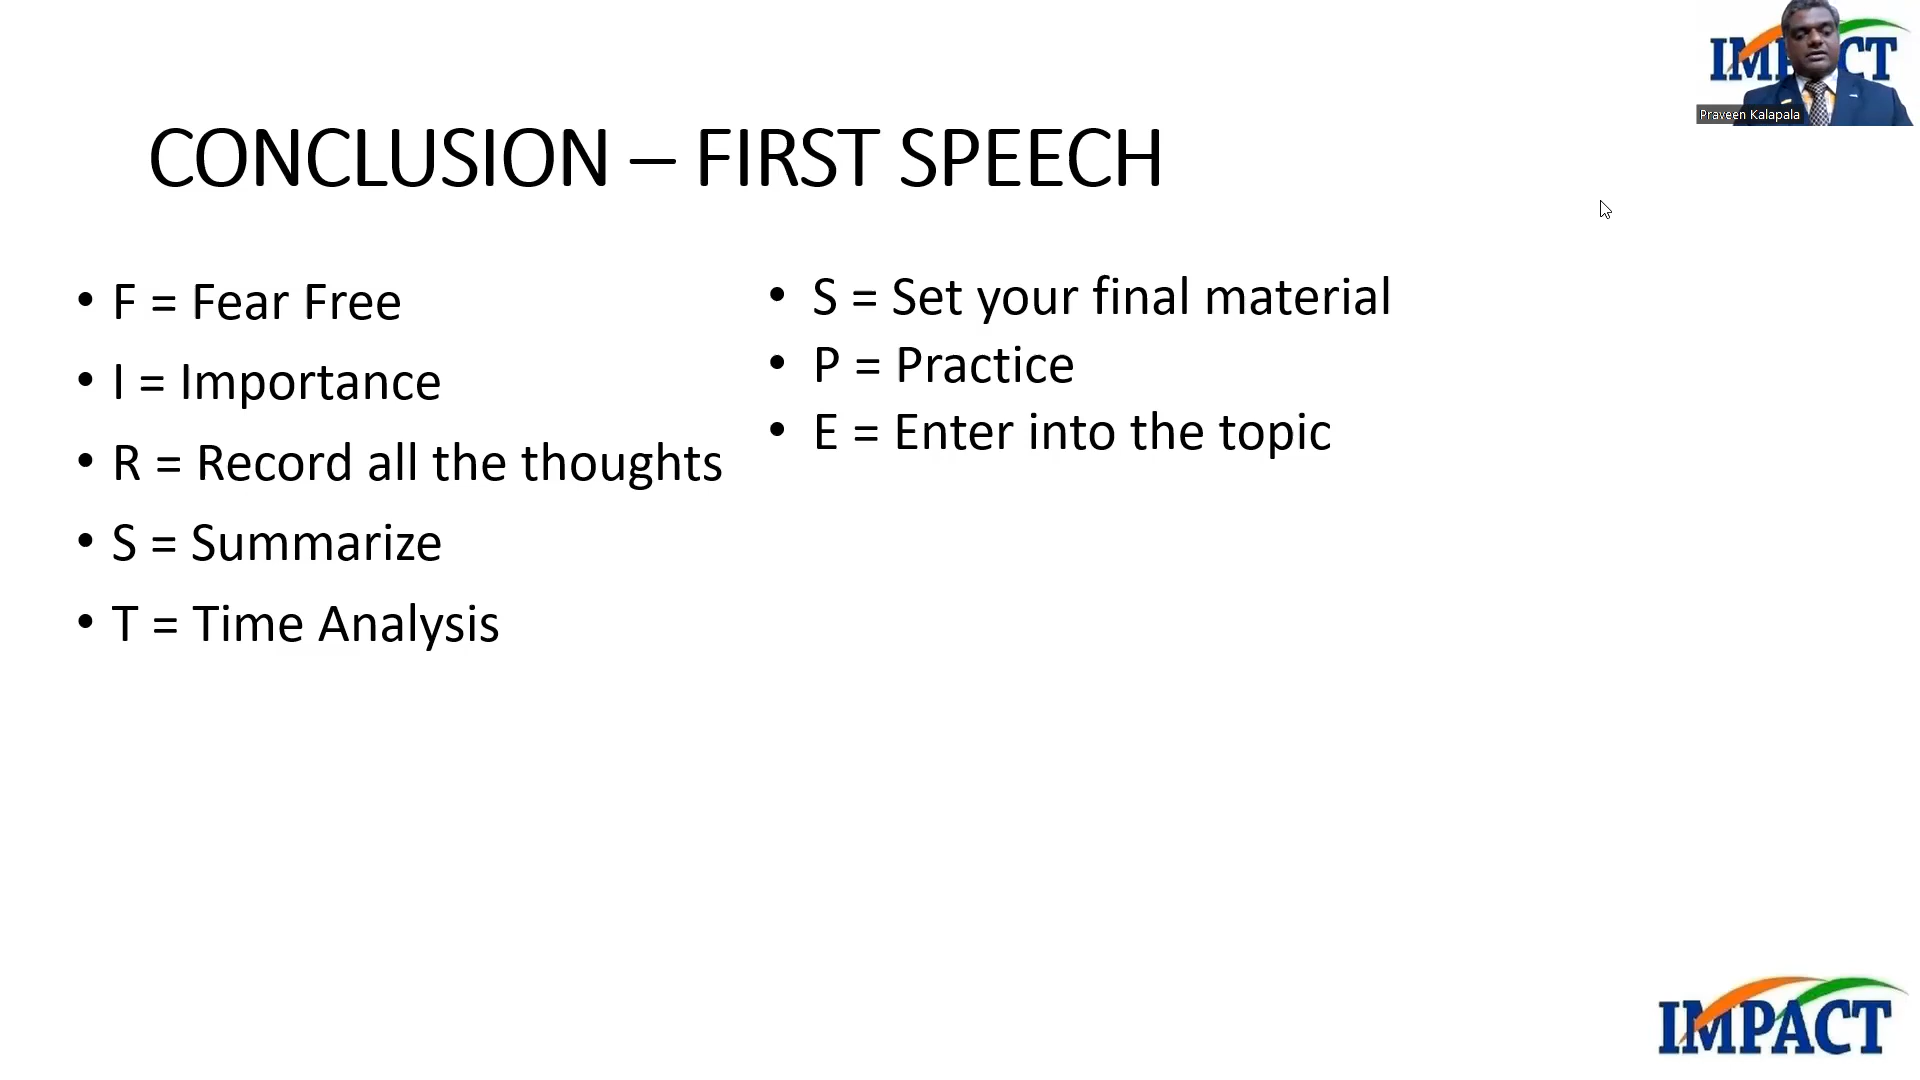 IMPACT
Praveen Kalapala
CONCLUSION – FIRST SPEECH
• F = Fear Free
• I = Importance
• R = Record all the thoughts
• S = Summarize
• T = Time Analysis
• S = Set your final material
• P = Practice
• E = Enter into the topic
IMPACT